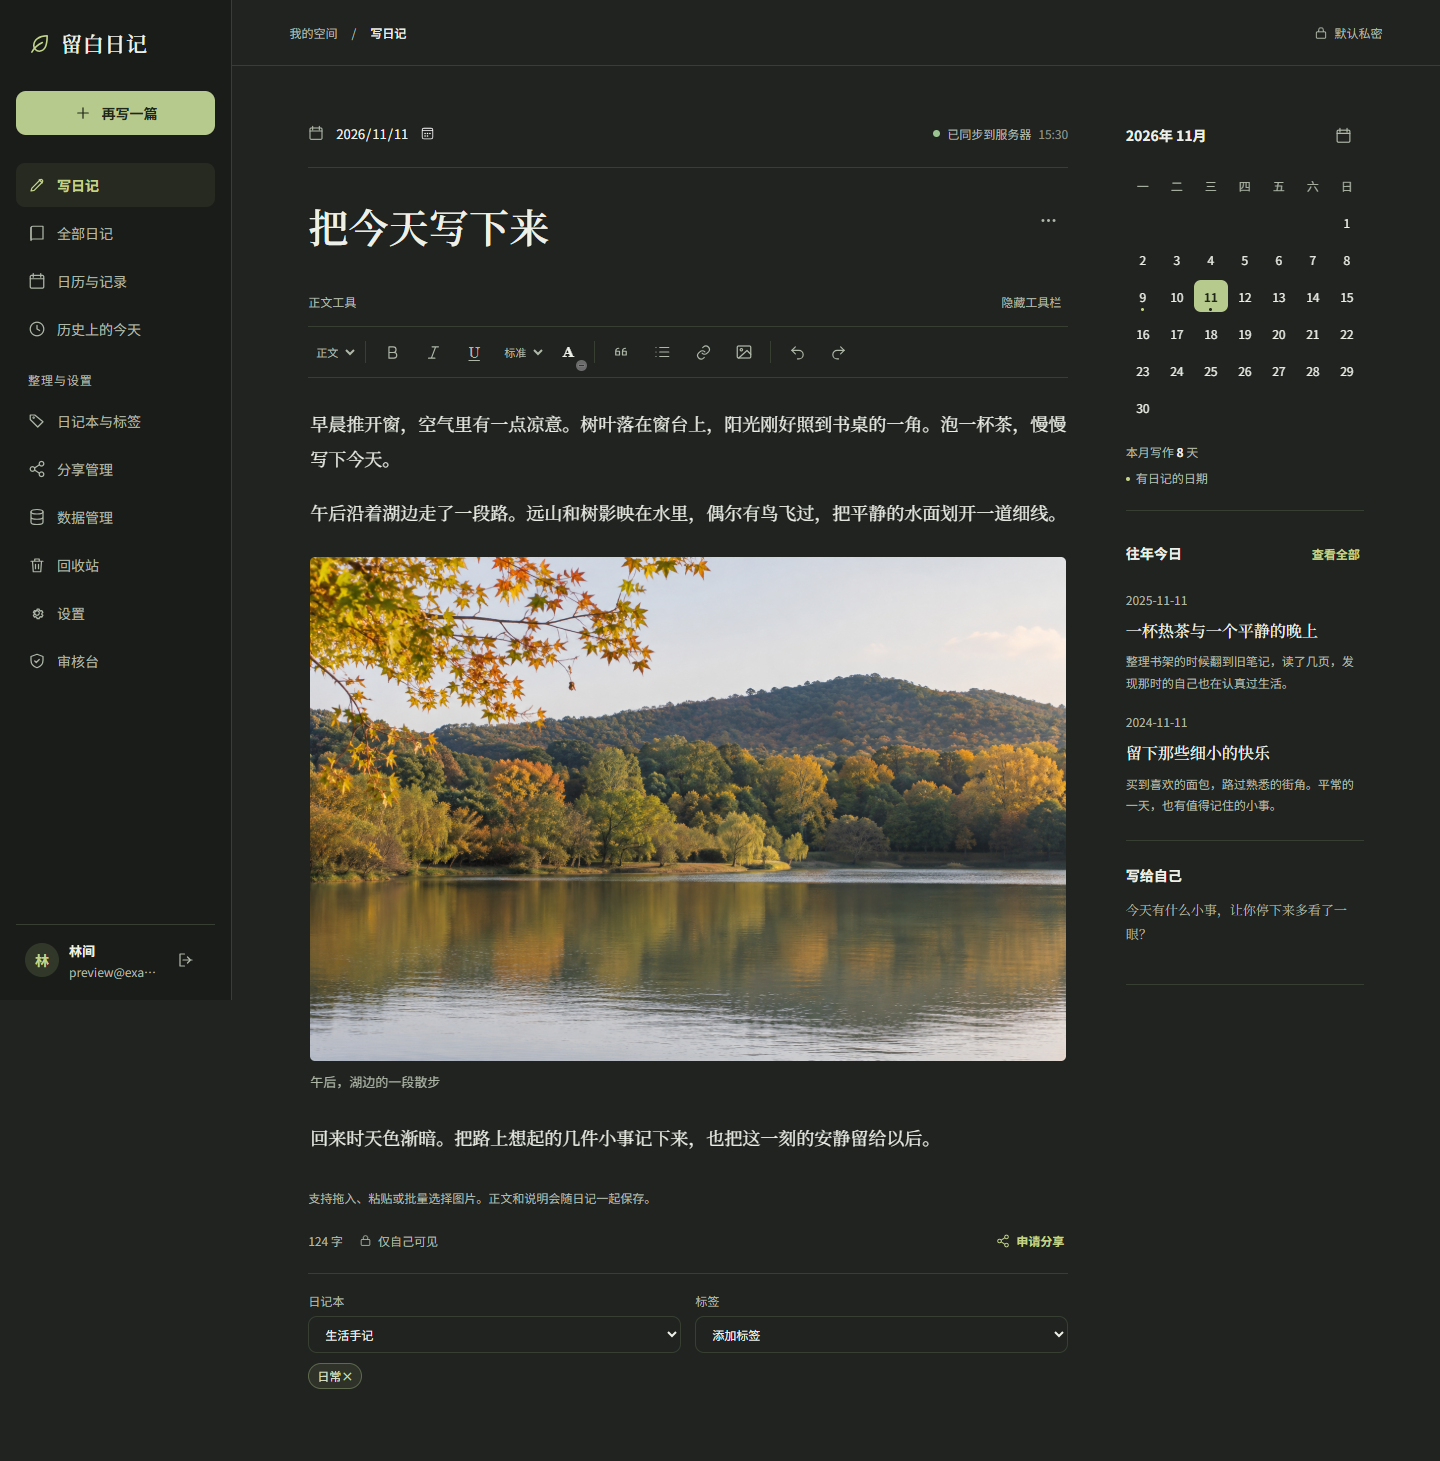 留白日记
再写一篇
写日记
全部日记
日历与记录
历史上的今天
整理与设置
日记本与标签
分享管理
数据管理
回收站
设置
审核台
林
林间
preview@exa···
我的空间 / 写日记
默认私密
2026/11/11
已同步到服务器 15:30
把今天写下来
正文工具
隐藏工具栏
正文 B I U 标准 A
早晨推开窗，空气里有一点凉意。树叶落在窗台上，阳光刚好照到书桌的一角。泡一杯茶，慢慢
写下今天。
午后沿着湖边走了一段路。远山和树影映在水里，偶尔有鸟飞过，把平静的水面划开一道细线。
午后，湖边的一段散步
回来时天色渐暗。把路上想起的几件小事记下来，也把这一刻的安静留给以后。
支持拖入、粘贴或批量选择图片。正文和说明会随日记一起保存。
124 字
仅自己可见
申请分享
日记本
生活手记
标签
添加标签
日常×
2026年 11月
一 二 三 四 五 六 日
1
2 3 4 5 6 7 8
9 10 11 12 13 14 15
16 17 18 19 20 21 22
23 24 25 26 27 28 29
30
本月写作 8 天
有日记的日期
往年今日
查看全部
2025-11-11
一杯热茶与一个平静的晚上
整理书架的时候翻到旧笔记，读了几页，发
现那时的自己也在认真过生活。
2024-11-11
留下那些细小的快乐
买到喜欢的面包，路过熟悉的街角。平常的
一天，也有值得记住的小事。
写给自己
今天有什么小事，让你停下来多看了一
眼？